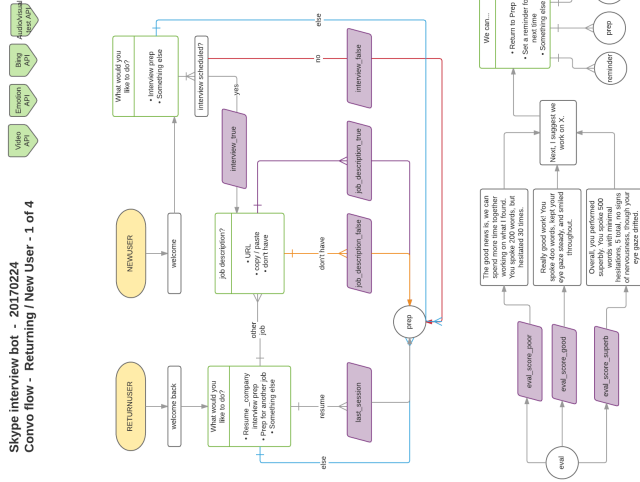 Skype interview bot - 20170224
Convo flow - Returning / New User - 1 of 4
Video
API
Emotion
API
Bing
API
Audio/visual
test API
NEWUSER
welcome
What would you
like to do?
• Interview prep
• Something else
interview scheduled?
else
no
yes
interview_false
interview_true
job_description_true
job description?
• URL
• copy / paste
• don't have
don't have
job_description_false
other
job
prep
RETURNUSER
welcome back
What would you
like to do?
• Resume _company
interview prep
• Prep for another job
• Something else
resume
last_session
else
We can...
• Return to Prep
• Set a reminder for
next time
• Something else
prep
reminder
Next, I suggest we
work on X.
The good news is, we can
spend more time together
working on what I found.
You spoke 200 words, but
hesitated 30 times.
Really good work! You
spoke 400 words, kept your
eye gaze steady, and smiled
throughout.
Overall, you performed
superbly. You spoke 500
words with minimal
hesitations, 5 total, no signs
of nervousness, though your
eye gaze drifted.
eval_score_poor
eval_score_good
eval_score_superb
eval